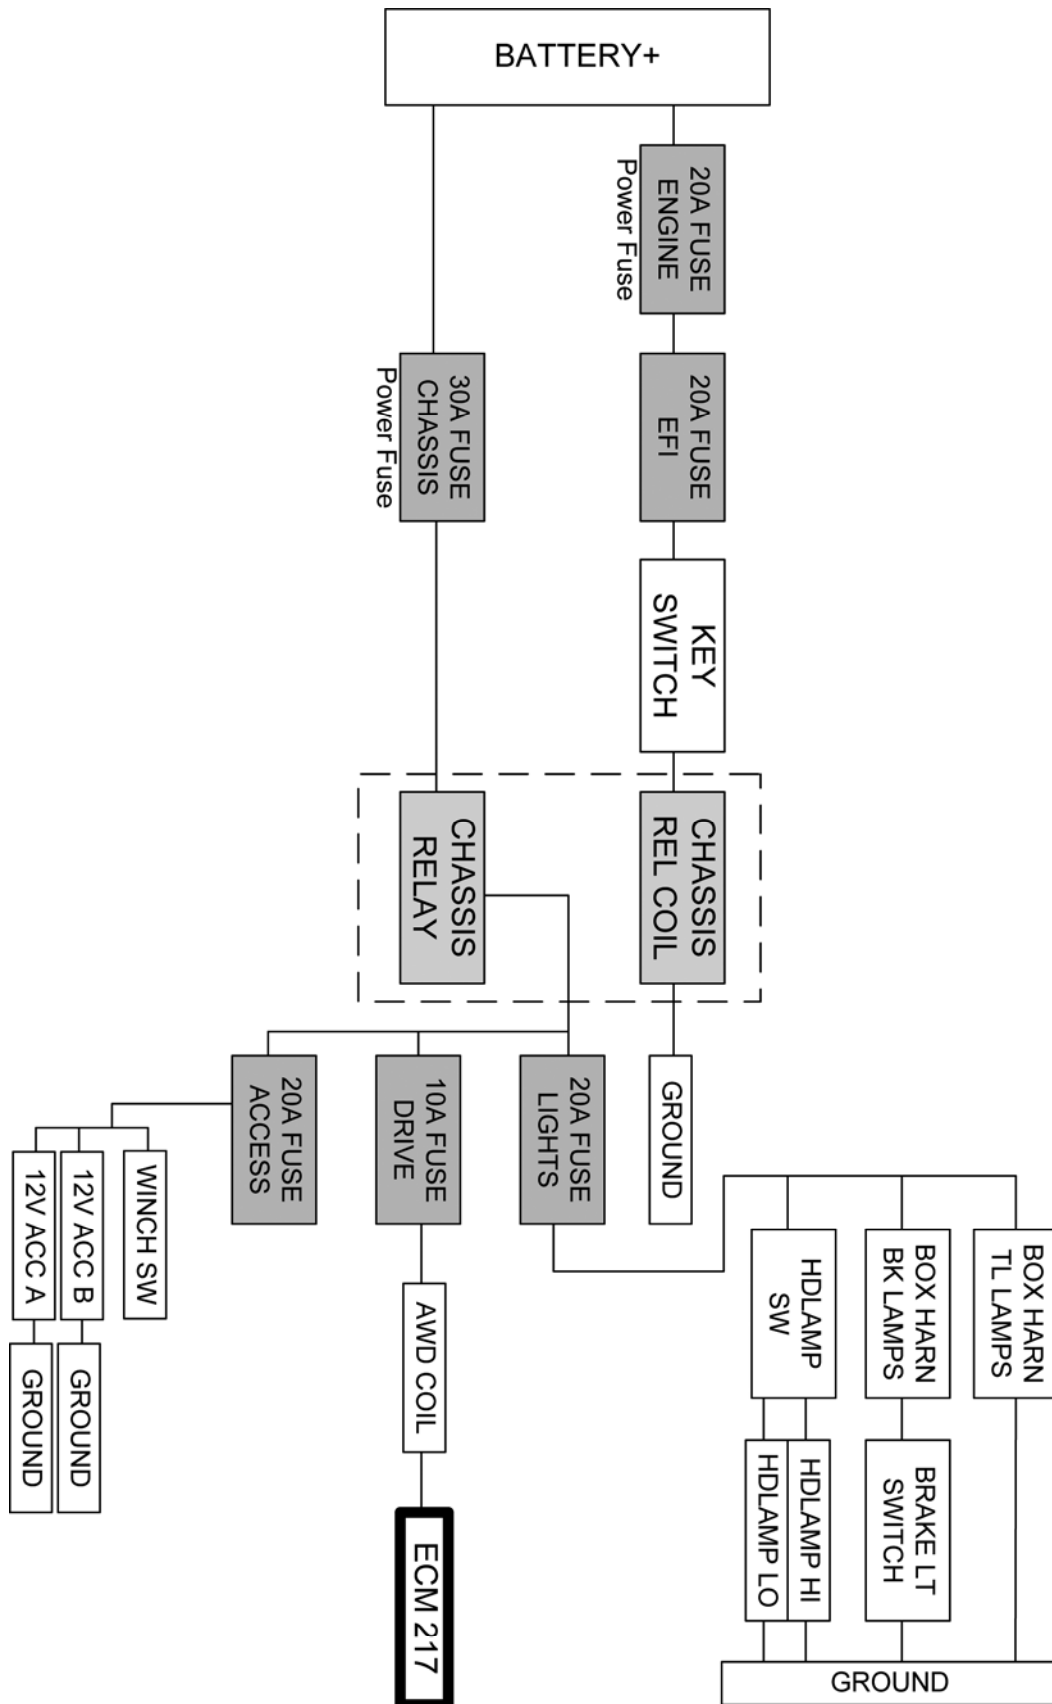 BATTERY+
20A FUSE
ENGINE
Power Fuse
20A FUSE
EFI
30A FUSE
CHASSIS
Power Fuse
KEY
SWITCH
CHASSIS
RELAY
CHASSIS
REL COIL
20A FUSE
ACCESS
10A FUSE
DRIVE
20A FUSE
LIGHTS
GROUND
12V ACC A
12V ACC B
WINCH SW
HDLAMP
SW
BOX HARN
BK LAMPS
BOX HARN
TL LAMPS
GROUND
GROUND
AWD COIL
HDLAMP LO
HDLAMP HI
BRAKE LT
SWITCH
ECM 217
GROUND